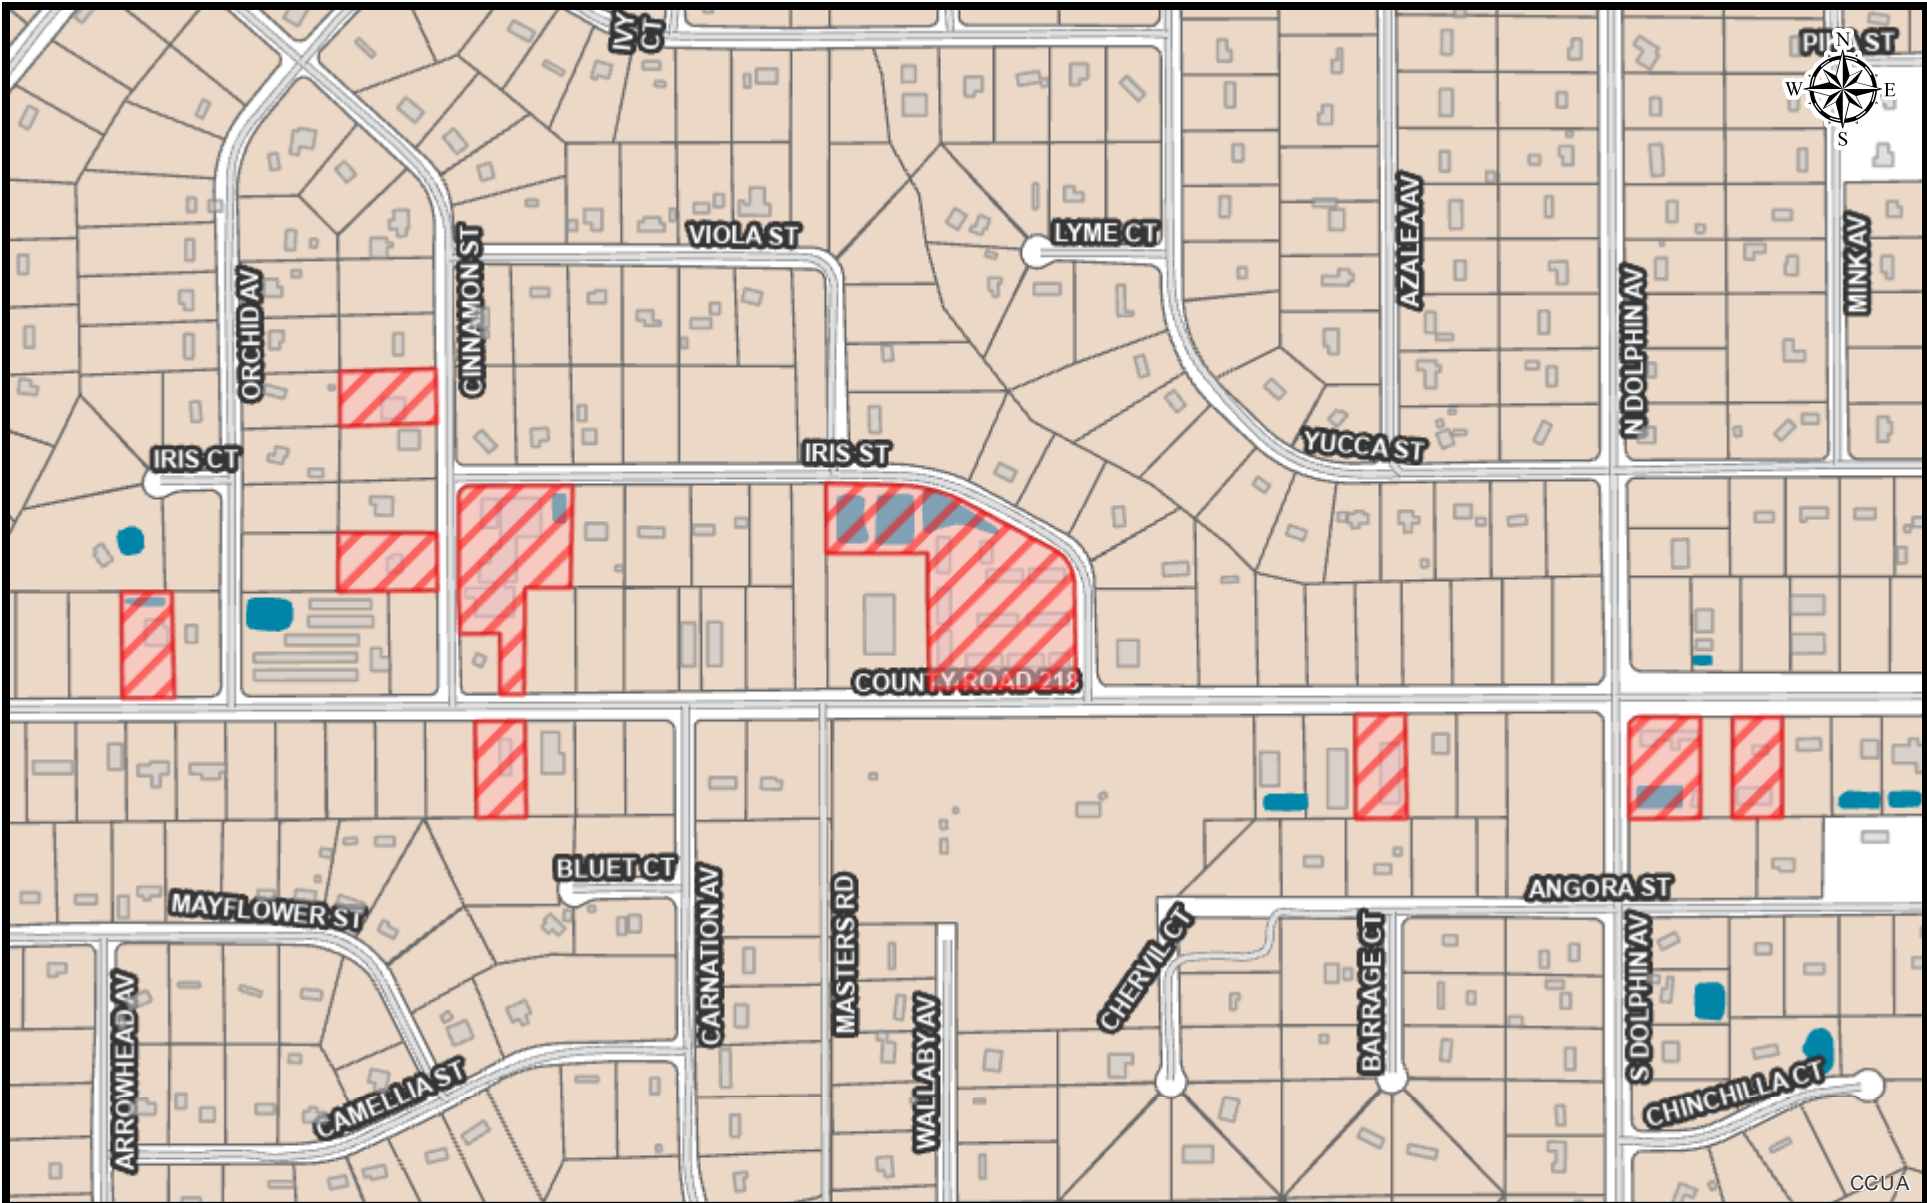 IVY
CT
PIKA ST
N
W
E
S
VIOLA ST
LYME CT
ORCHID AV
CINNAMON ST
AZALEA AV
N DOLPHIN AV
MINK AV
IRIS CT
IRIS ST
YUCCA ST
COUNTY ROAD 218
BLUET CT
MAYFLOWER ST
ANGORA ST
CARNATION AV
MASTERS RD
CHERVIL CT
BARRAGE CT
S DOLPHIN AV
ARROWHEAD AV
CAMELLIA ST
WALLABY AV
CHINCHILLA CT
CCUA